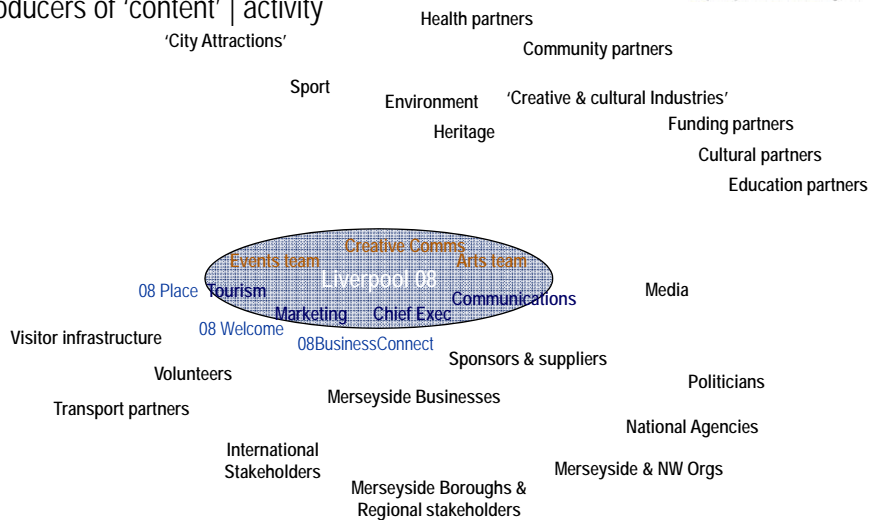 oducers of 'content' | activity
Health partners
'City Attractions'
Community partners
Sport
Environment
'Creative & cultural Industries'
Heritage
Funding partners
Cultural partners
Education partners
Creative Comms
Events team
Arts team
Liverpool 08
08 Place
Tourism
Communications
Media
Marketing
Chief Exec
08 Welcome
Visitor infrastructure
08BusinessConnect
Sponsors & suppliers
Volunteers
Politicians
Merseyside Businesses
Transport partners
National Agencies
International
Stakeholders
Merseyside & NW Orgs
Merseyside Boroughs &
Regional stakeholders